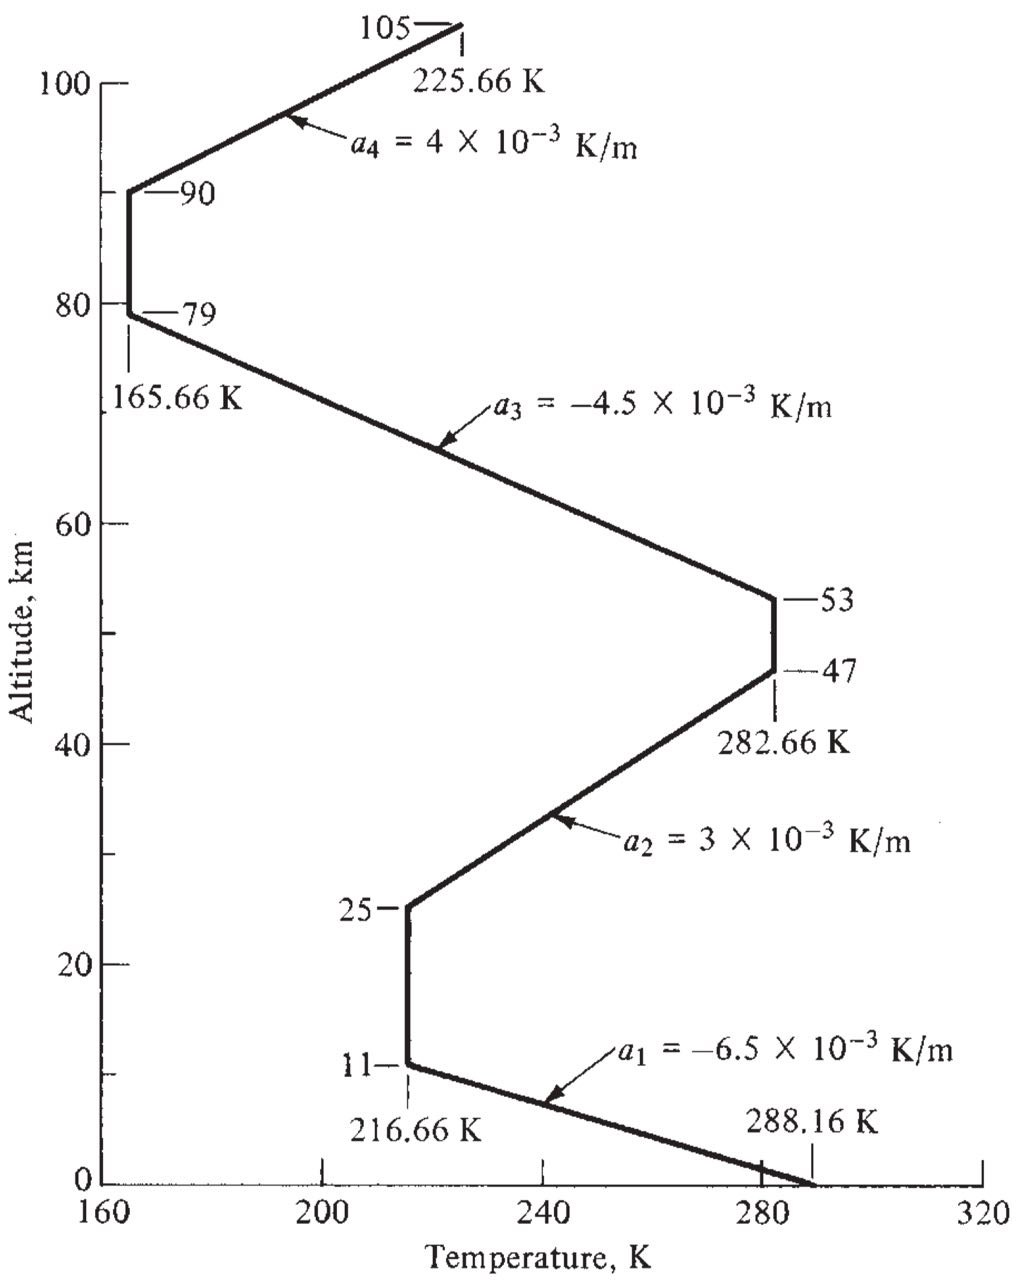 105
225.66 K
100
a₄ = 4 × 10⁻³ K/m
90
80
79
165.66 K
a₃ = −4.5 × 10⁻³ K/m
60
53
47
282.66 K
40
a₂ = 3 × 10⁻³ K/m
25
20
11
a₁ = −6.5 × 10⁻³ K/m
216.66 K
288.16 K
0
160 200 240 280 320
Temperature, K
Altitude, km